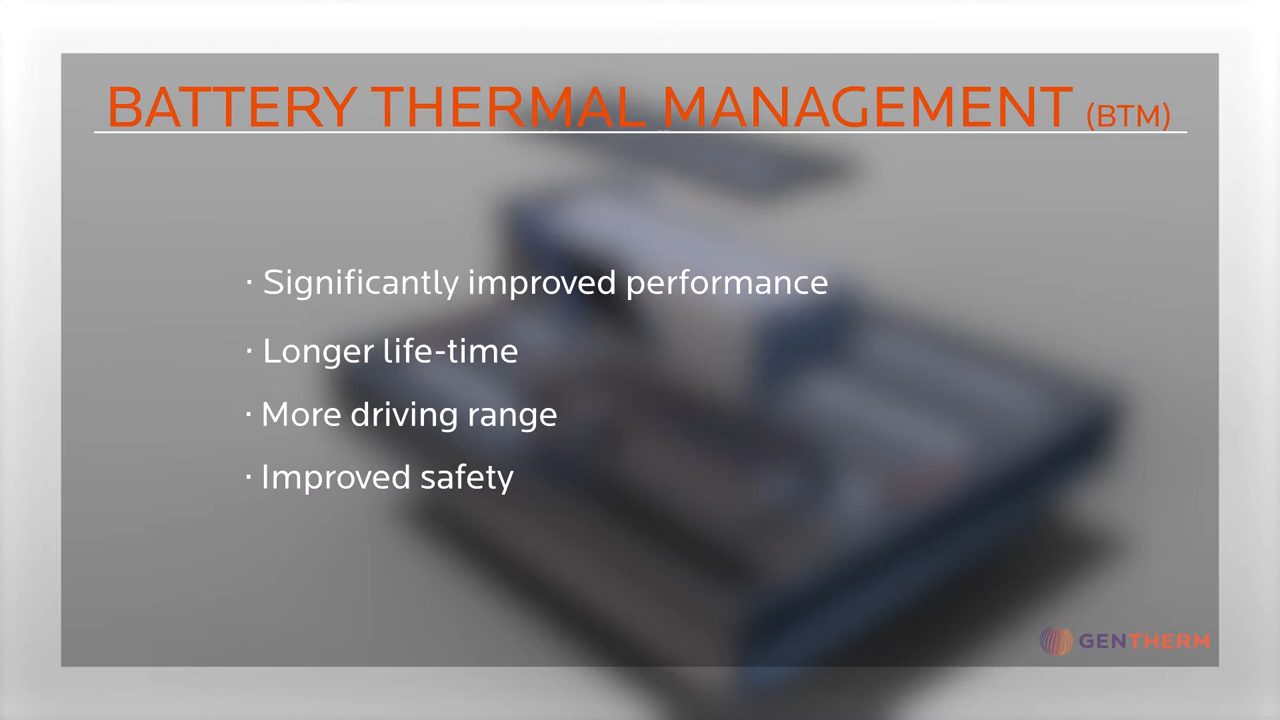 BATTERY THERMAL MANAGEMENT (BTM)
· Significantly improved performance
· Longer life-time
· More driving range
· Improved safety
GENTHERM